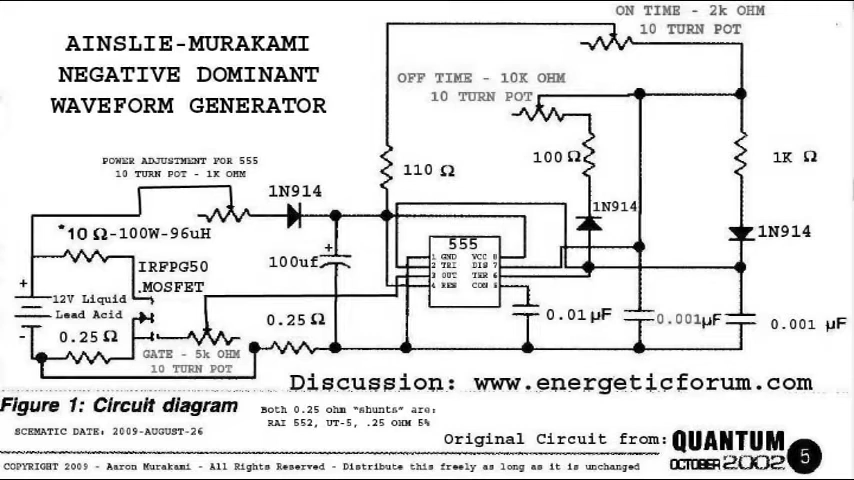 AINSLIE-MURAKAMI
NEGATIVE DOMINANT
WAVEFORM GENERATOR
ON TIME - 2k OHM
10 TURN POT
OFF TIME - 10K OHM
10 TURN POT
POWER ADJUSTMENT FOR 555
10 TURN POT - 1K OHM
1N914
110 Ω
100Ω
1K Ω
1N914
1N914
*10 Ω-100W-96uH
IRFPG50
MOSFET
100uf
+
555
1 GND VCC 8
2 TRI DIS 7
3 OUT TER 6
4 RES CON 5
+
12V Liquid
Lead Acid
-
0.25 Ω
GATE - 5k OHM
10 TURN POT
0.25 Ω
0.01 µF
0.001µF
0.001 µF
Discussion: www.energeticforum.com
Figure 1: Circuit diagram
SCEMATIC DATE: 2009-AUGUST-26
Both 0.25 ohm "shunts" are:
RAI 552, UT-5, .25 OHM 5%
Original Circuit from:
QUANTUM
OCTOBER 2002
5
COPYRIGHT 2009 - Aaron Murakami - All Rights Reserved - Distribute this freely as long as it is unchanged